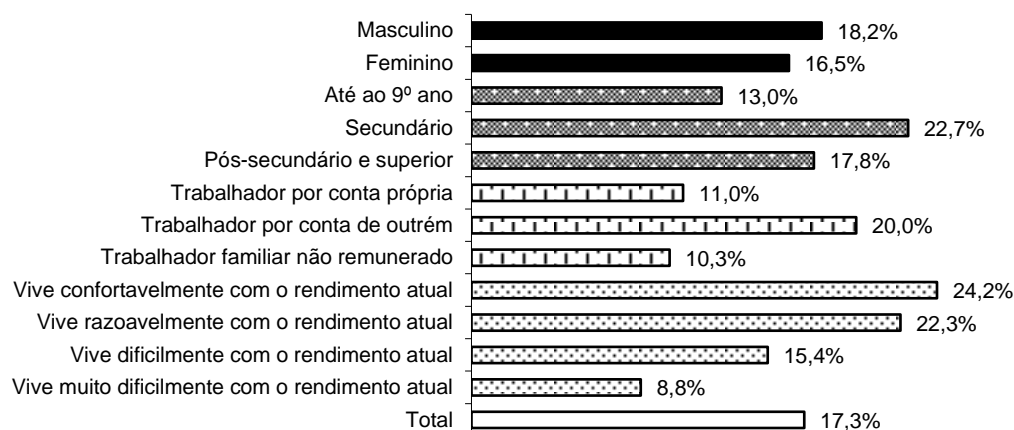 Masculino 18,2%
Feminino 16,5%
Até ao 9º ano 13,0%
Secundário 22,7%
Pós-secundário e superior 17,8%
Trabalhador por conta própria 11,0%
Trabalhador por conta de outrém 20,0%
Trabalhador familiar não remunerado 10,3%
Vive confortavelmente com o rendimento atual 24,2%
Vive razoavelmente com o rendimento atual 22,3%
Vive dificilmente com o rendimento atual 15,4%
Vive muito dificilmente com o rendimento atual 8,8%
Total 17,3%